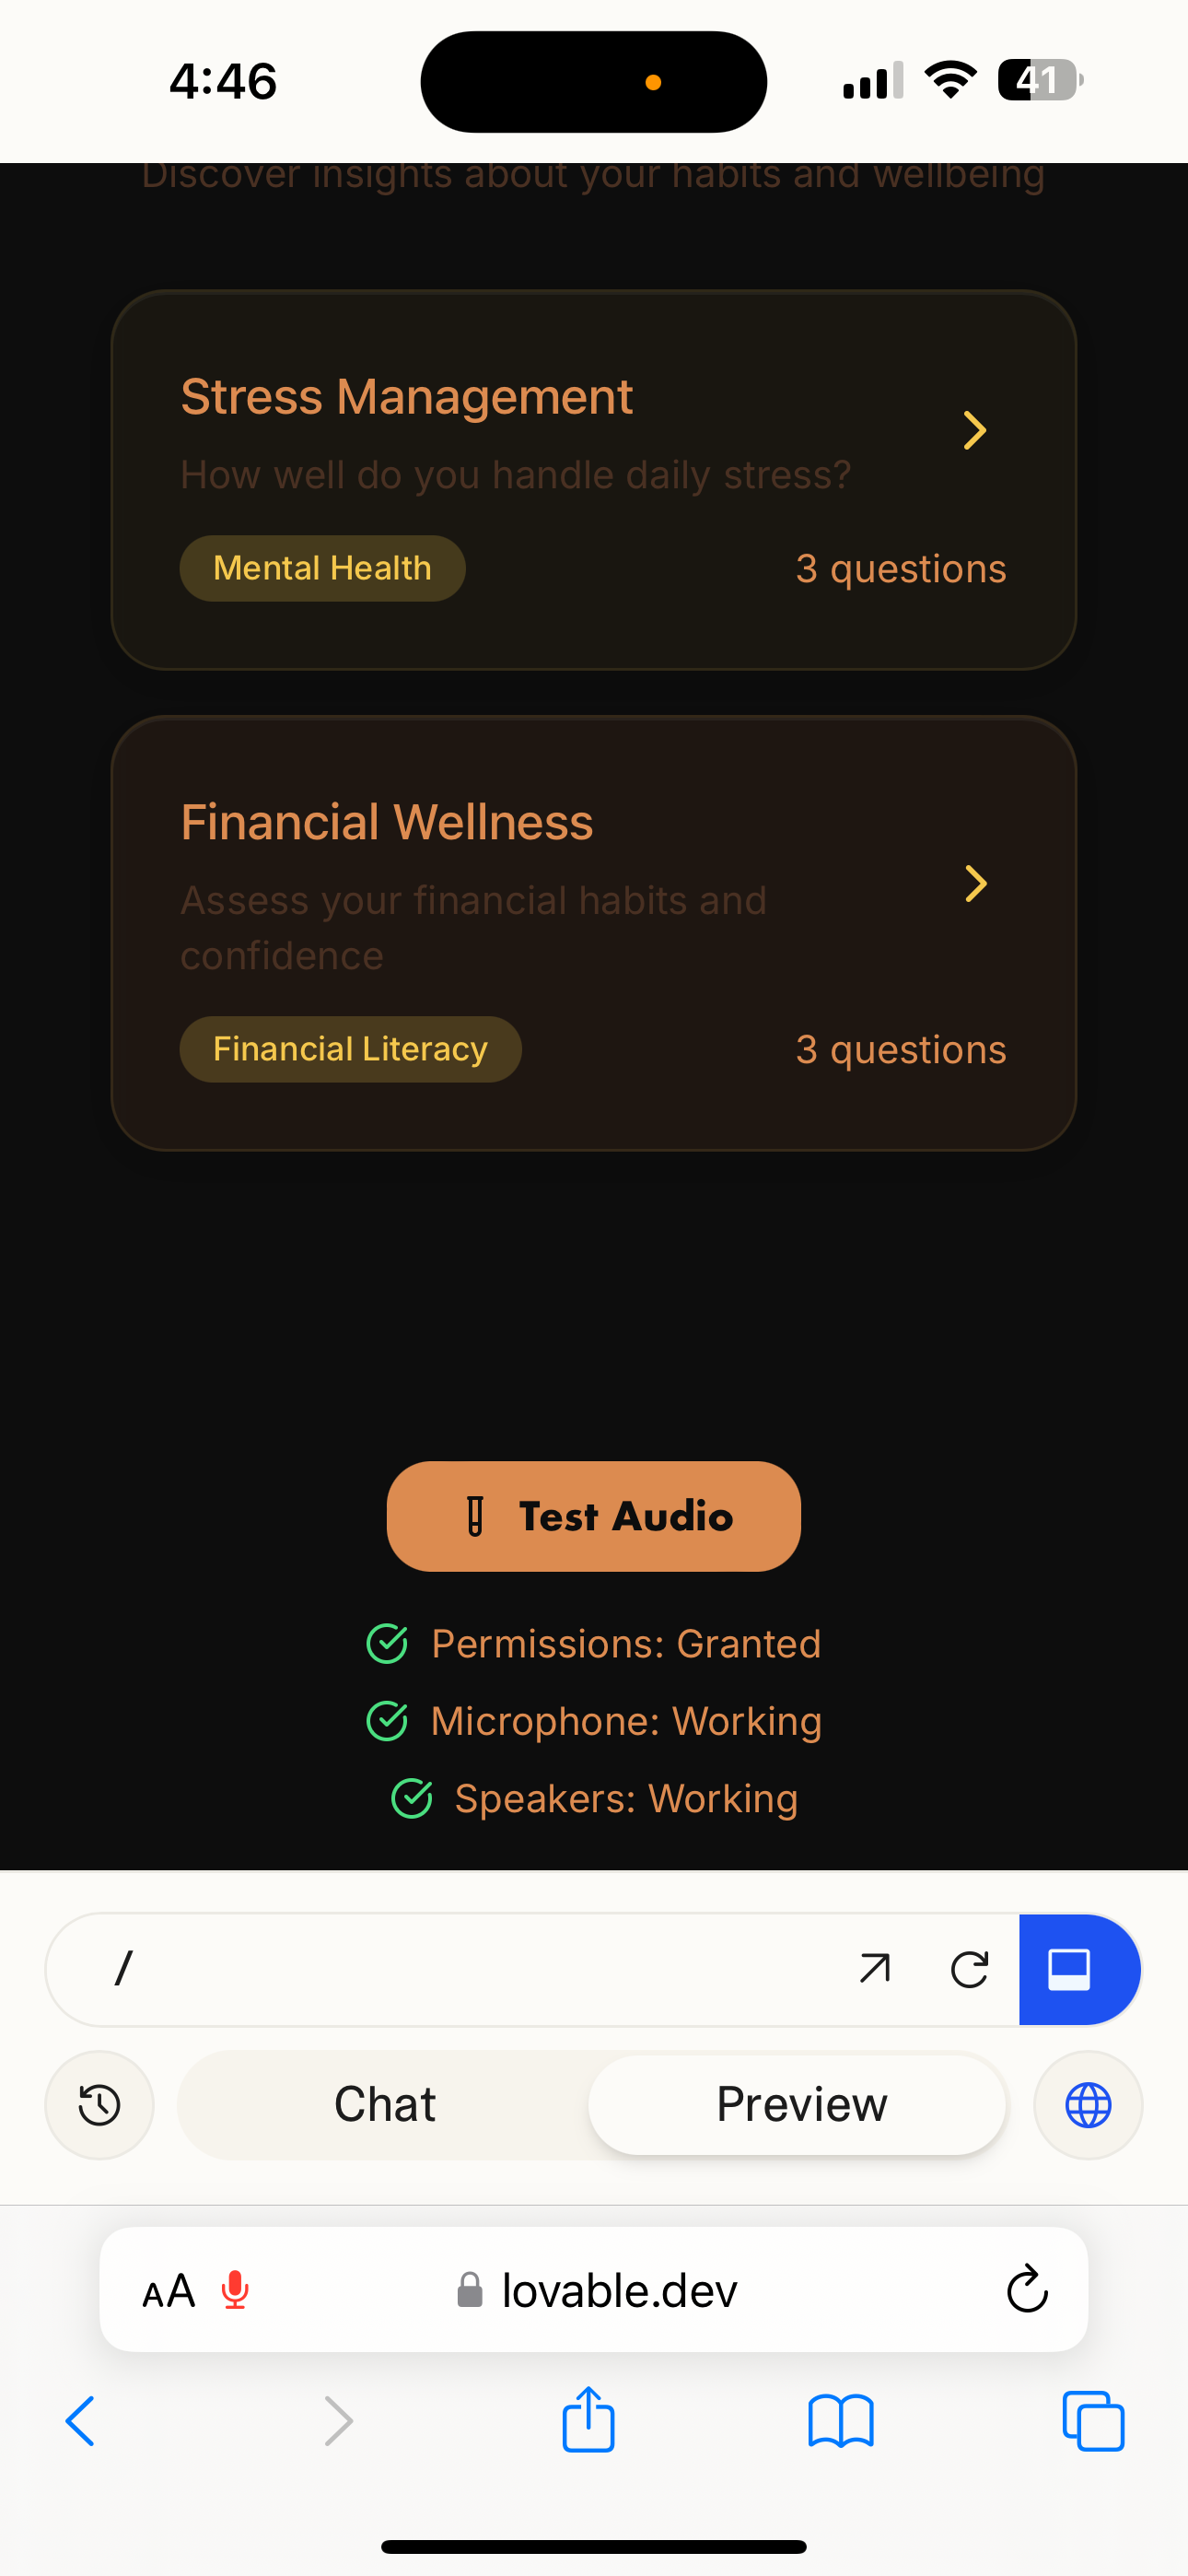 4:46
41
Discover insights about your habits and wellbeing
Stress Management
How well do you handle daily stress?
Mental Health
3 questions
Financial Wellness
Assess your financial habits and
confidence
Financial Literacy
3 questions
Test Audio
Permissions: Granted
Microphone: Working
Speakers: Working
/
Chat
Preview
AA
lovable.dev